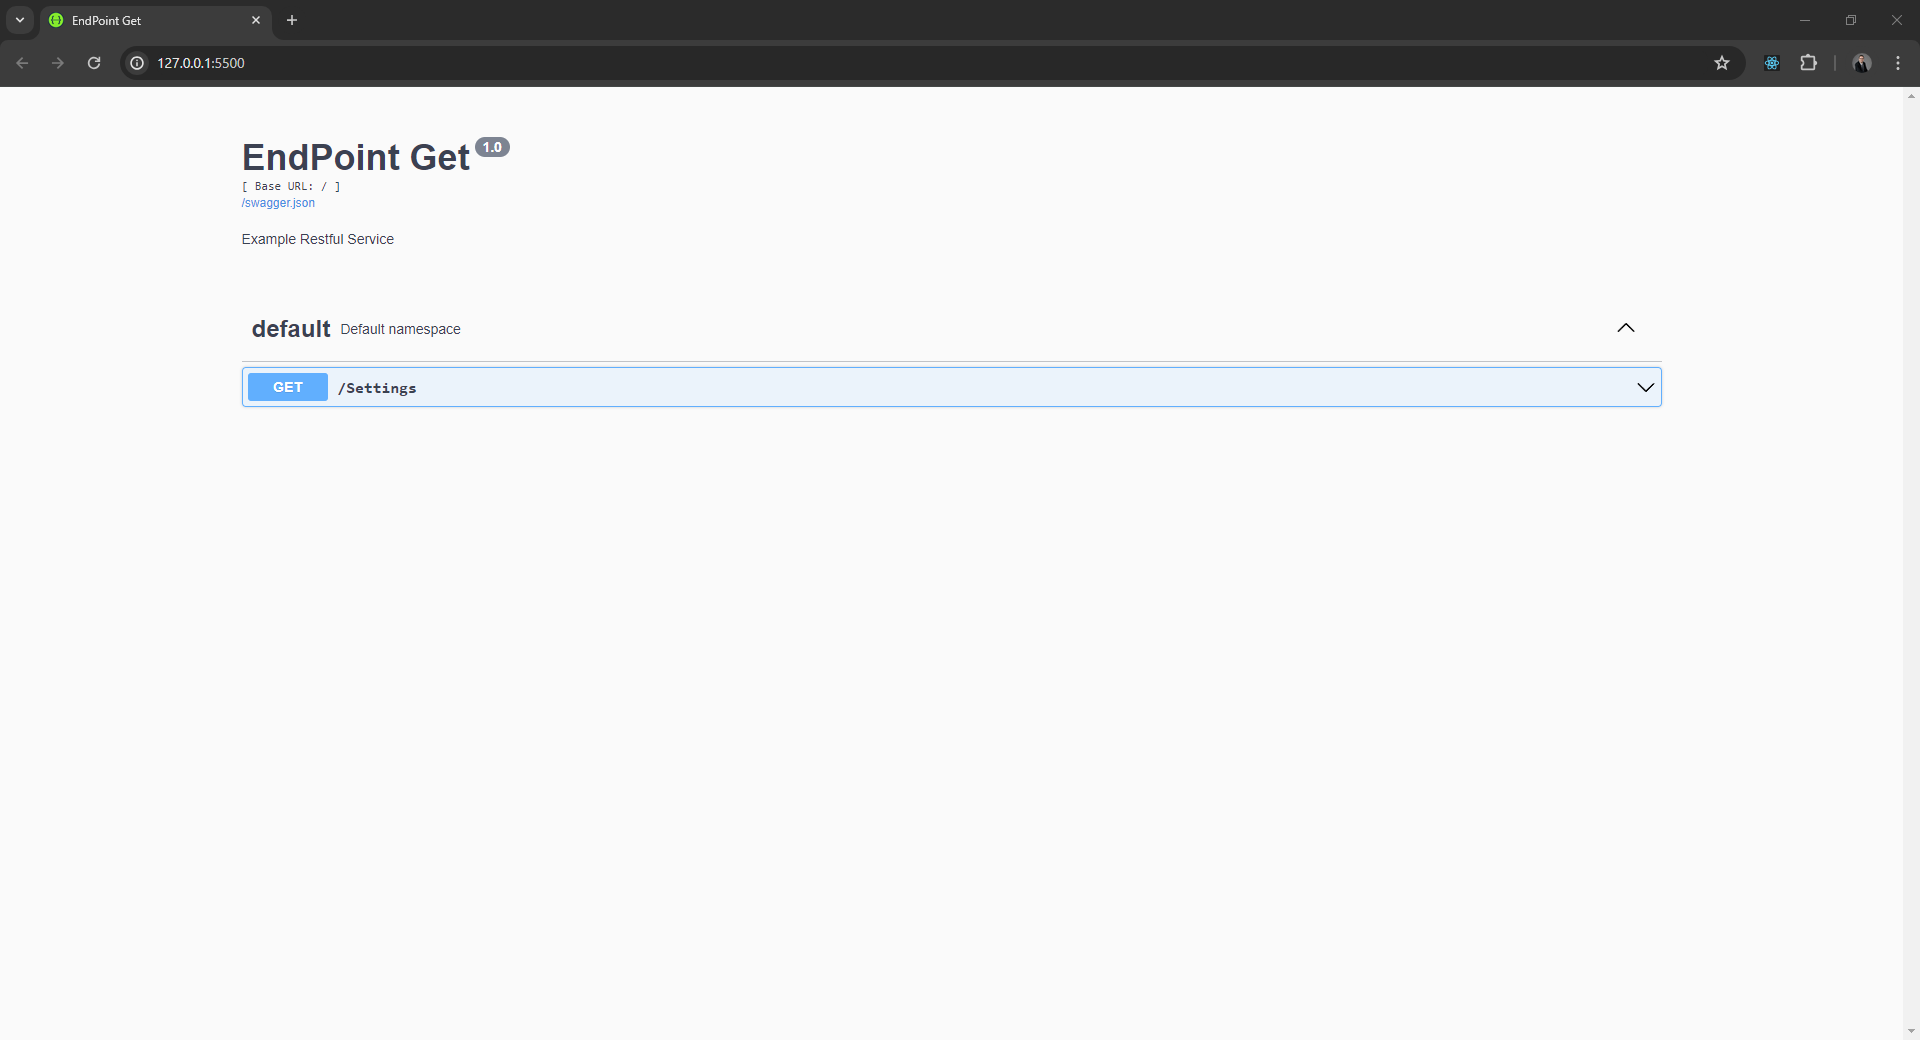 EndPoint Get
127.0.0.1:5500
EndPoint Get 1.0
[ Base URL: / ]
/swagger.json
Example Restful Service
default Default namespace
GET /Settings